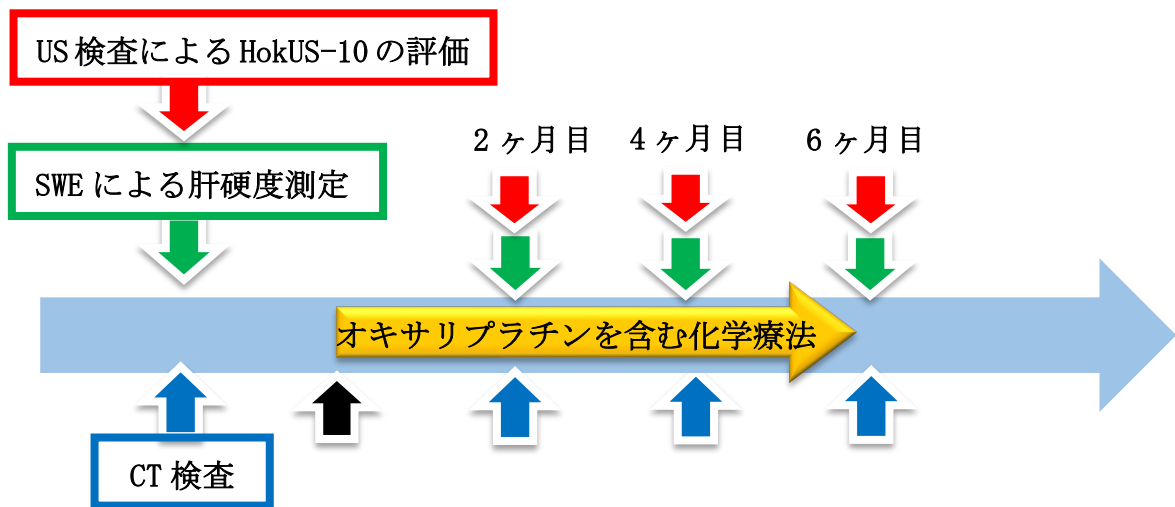 US検査によるHokUS-10の評価
SWEによる肝硬度測定
2ヶ月目
4ヶ月目
6ヶ月目
オキサリプラチンを含む化学療法
CT検査